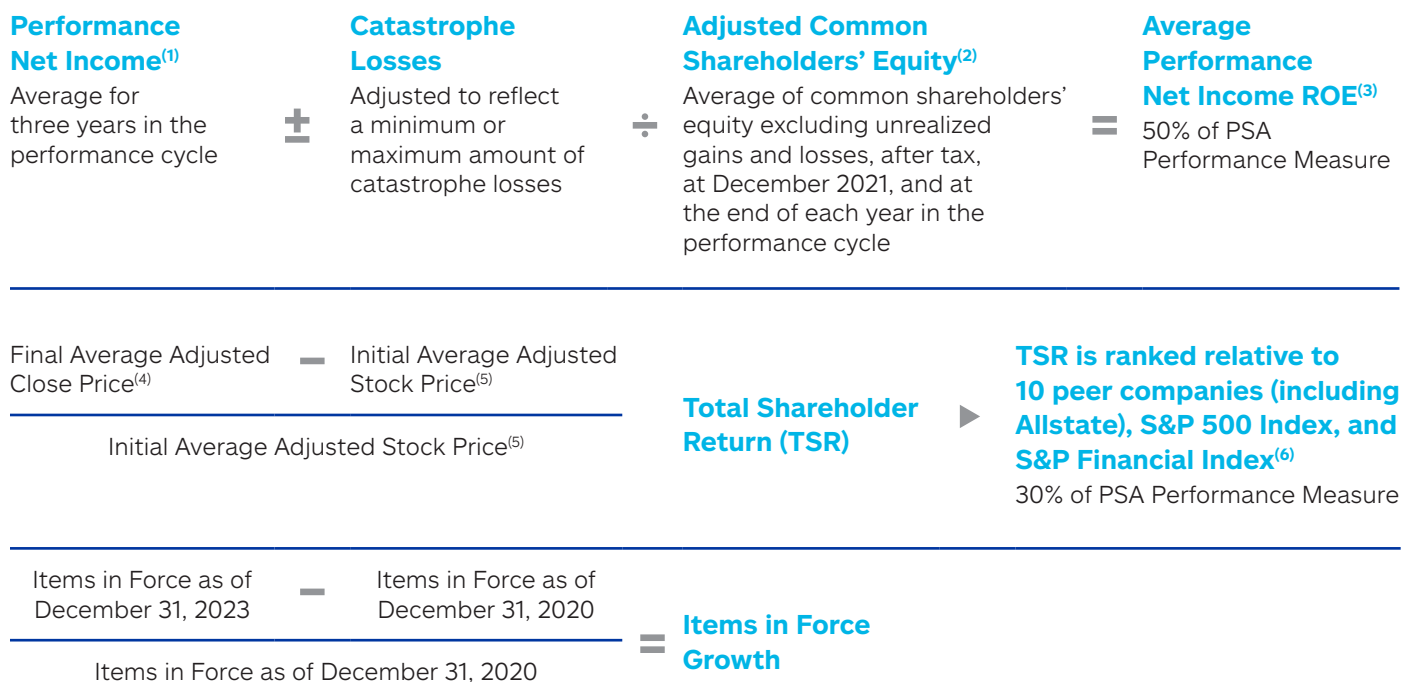 Performance
Net Income(1)
Average for
three years in the
performance cycle
±
Catastrophe
Losses
Adjusted to reflect
a minimum or
maximum amount of
catastrophe losses
÷
Adjusted Common
Shareholders’ Equity(2)
Average of common shareholders’
equity excluding unrealized
gains and losses, after tax,
at December 2021, and at
the end of each year in the
performance cycle
=
Average
Performance
Net Income ROE(3)
50% of PSA
Performance Measure
Final Average Adjusted
Close Price(4)
–
Initial Average Adjusted
Stock Price(5)
Initial Average Adjusted Stock Price(5)
Total Shareholder
Return (TSR)
TSR is ranked relative to
10 peer companies (including
Allstate), S&P 500 Index, and
S&P Financial Index(6)
30% of PSA Performance Measure
Items in Force as of
December 31, 2023
–
Items in Force as of
December 31, 2020
Items in Force as of December 31, 2020
=
Items in Force
Growth